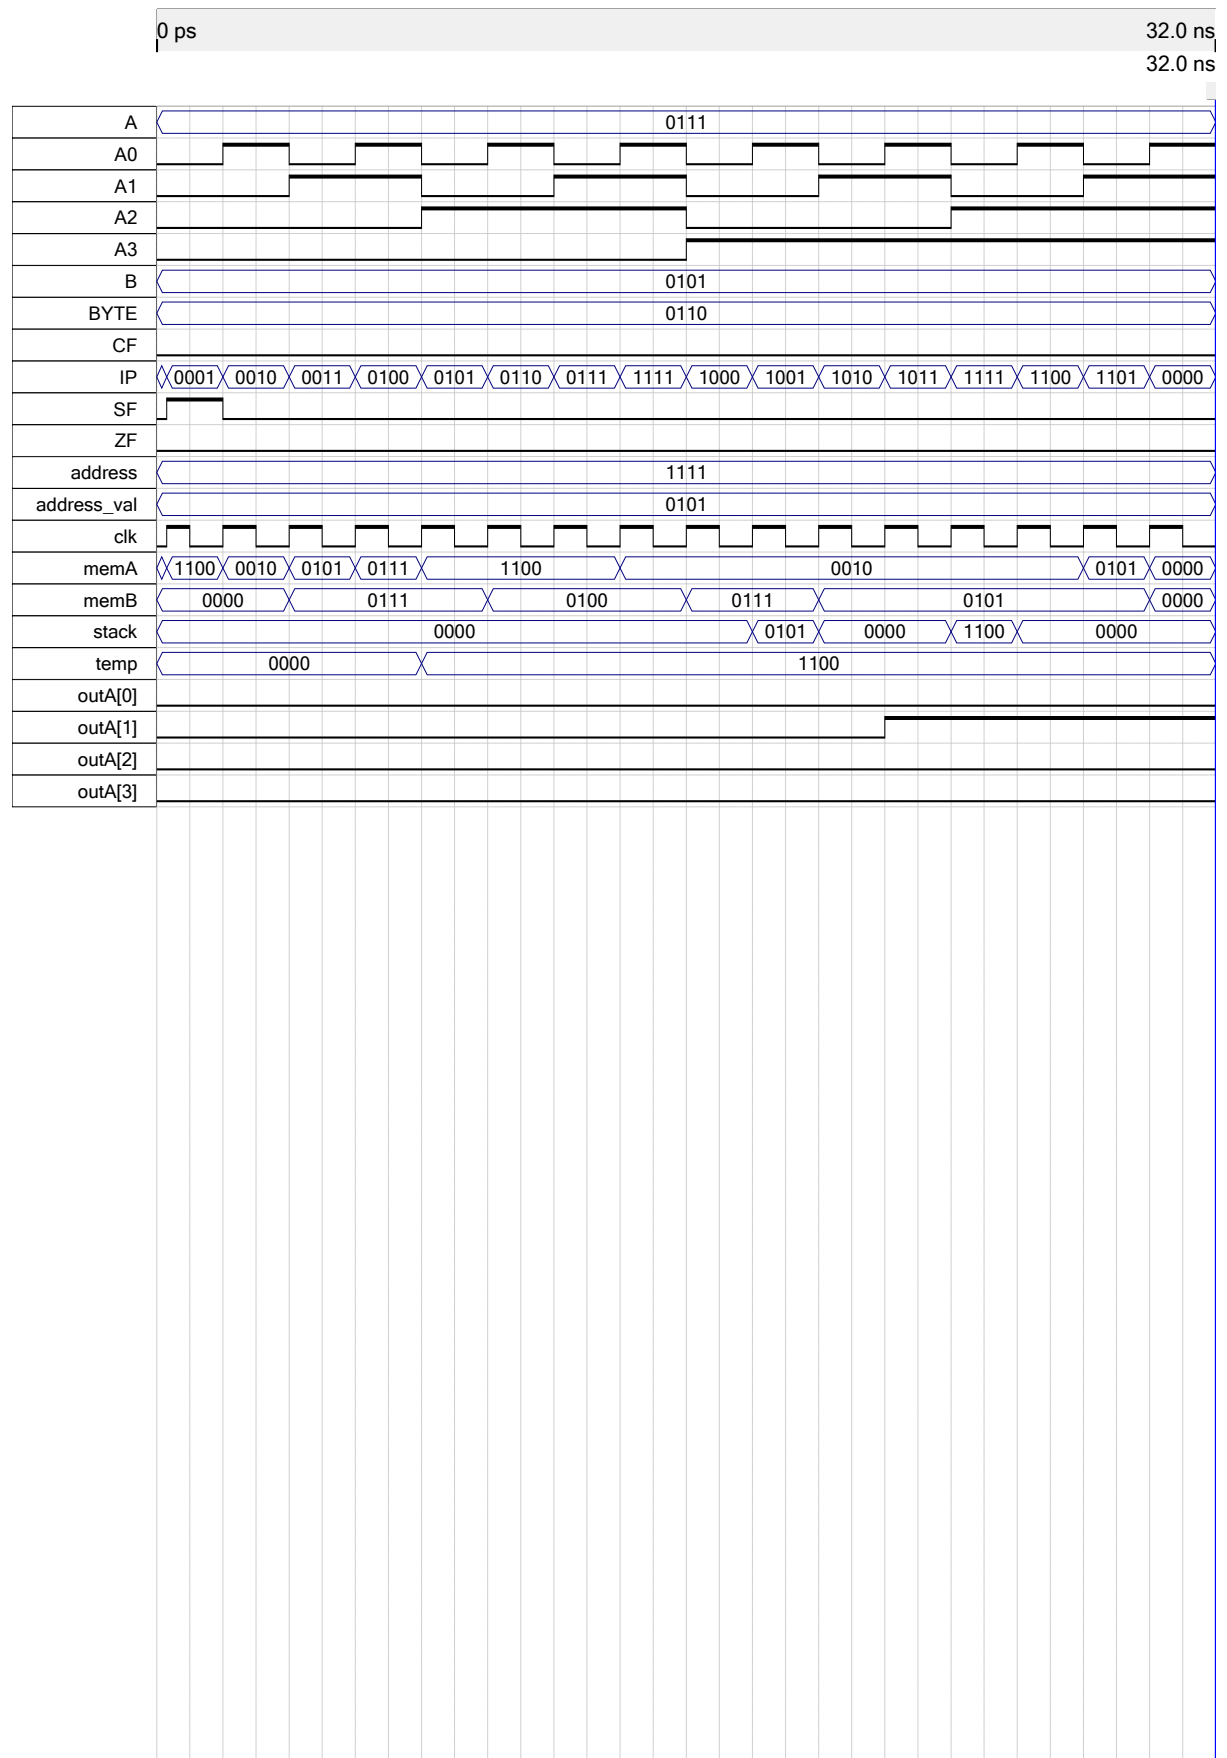 0 ps 32.0 ns
32.0 ns
A 0111
A0
A1
A2
A3
B 0101
BYTE 0110
CF
IP 0001 0010 0011 0100 0101 0110 0111 1111 1000 1001 1010 1011 1111 1100 1101 0000
SF
ZF
address 1111
address_val 0101
clk
memA 1100 0010 0101 0111 1100 0010 0101 0000
memB 0000 0111 0100 0111 0101 0000
stack 0000 0101 0000 1100 0000
temp 0000 1100
outA[0]
outA[1]
outA[2]
outA[3]